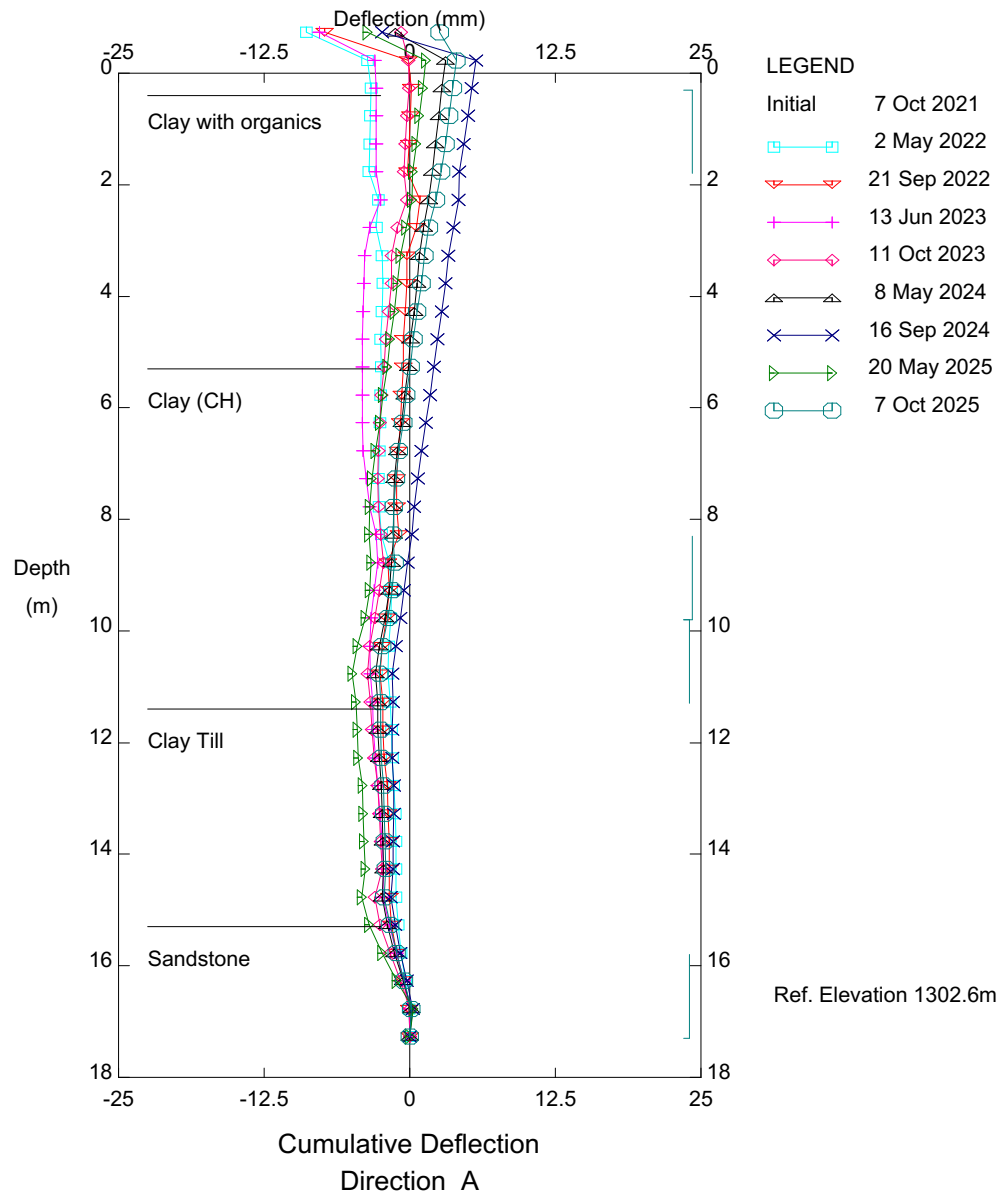 Deflection (mm)
-25 -12.5 0 12.5 25
0 0
2 2
4 4
6 6
8 8
10 10
12 12
14 14
16 16
18 18
-25 -12.5 0 12.5 25
Depth
(m)
Clay with organics
Clay (CH)
Clay Till
Sandstone
LEGEND
Initial 7 Oct 2021
2 May 2022
21 Sep 2022
13 Jun 2023
11 Oct 2023
8 May 2024
16 Sep 2024
20 May 2025
7 Oct 2025
Ref. Elevation 1302.6m
Cumulative Deflection
Direction A